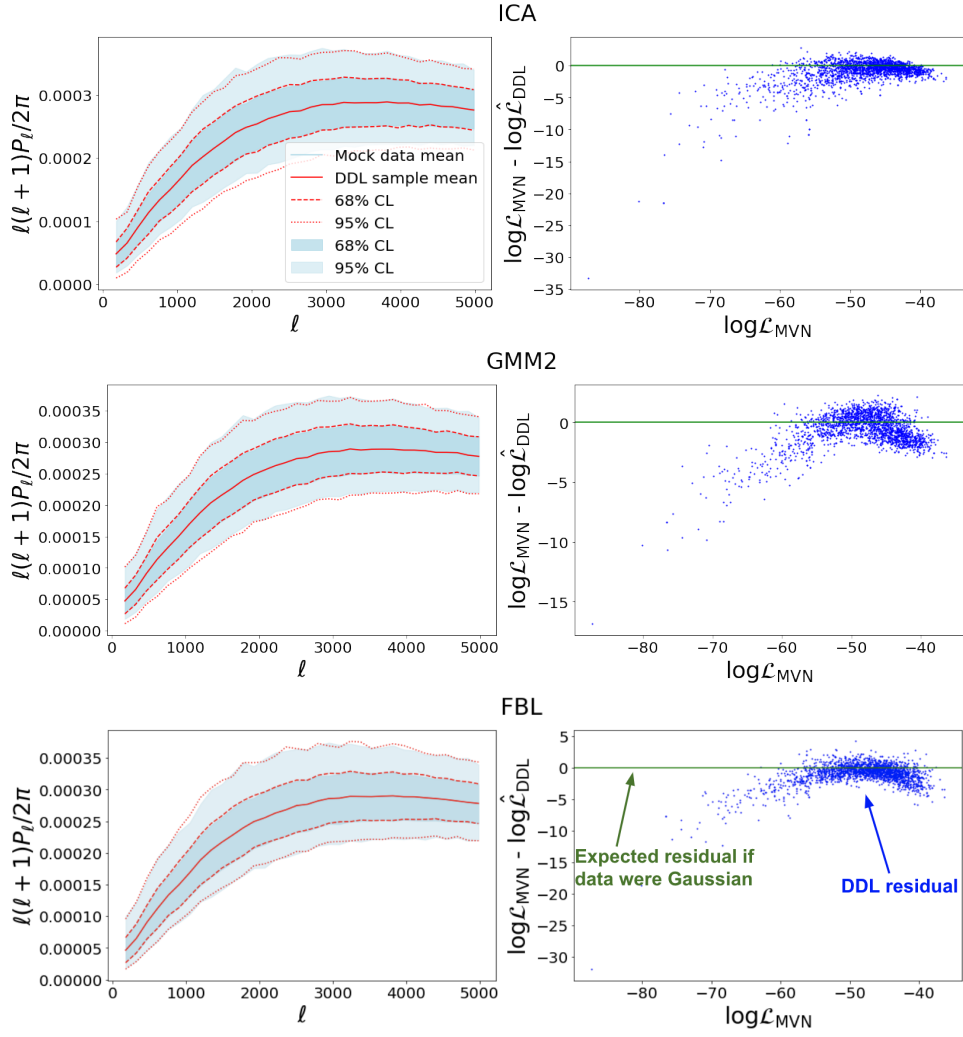 ICA
ℓ(ℓ + 1)Pℓ/2π
0.0003
0.0002
0.0001
0.0000
0 1000 2000 3000 4000 5000
ℓ
Mock data mean
DDL sample mean
68% CL
95% CL
68% CL
95% CL
logℒMVN - logℒ̂DDL
0
−5
−10
−15
−20
−25
−30
−35
−80 −70 −60 −50 −40
logℒMVN
GMM2
ℓ(ℓ + 1)Pℓ/2π
0.00035
0.00030
0.00025
0.00020
0.00015
0.00010
0.00005
0.00000
0 1000 2000 3000 4000 5000
ℓ
logℒMVN - logℒ̂DDL
0
−5
−10
−15
−80 −70 −60 −50 −40
logℒMVN
FBL
ℓ(ℓ + 1)Pℓ/2π
0.00035
0.00030
0.00025
0.00020
0.00015
0.00010
0.00005
0.00000
0 1000 2000 3000 4000 5000
ℓ
logℒMVN - logℒ̂DDL
5
0
−5
−10
−15
−20
−25
−30
Expected residual if
data were Gaussian
DDL residual
−80 −70 −60 −50 −40
logℒMVN